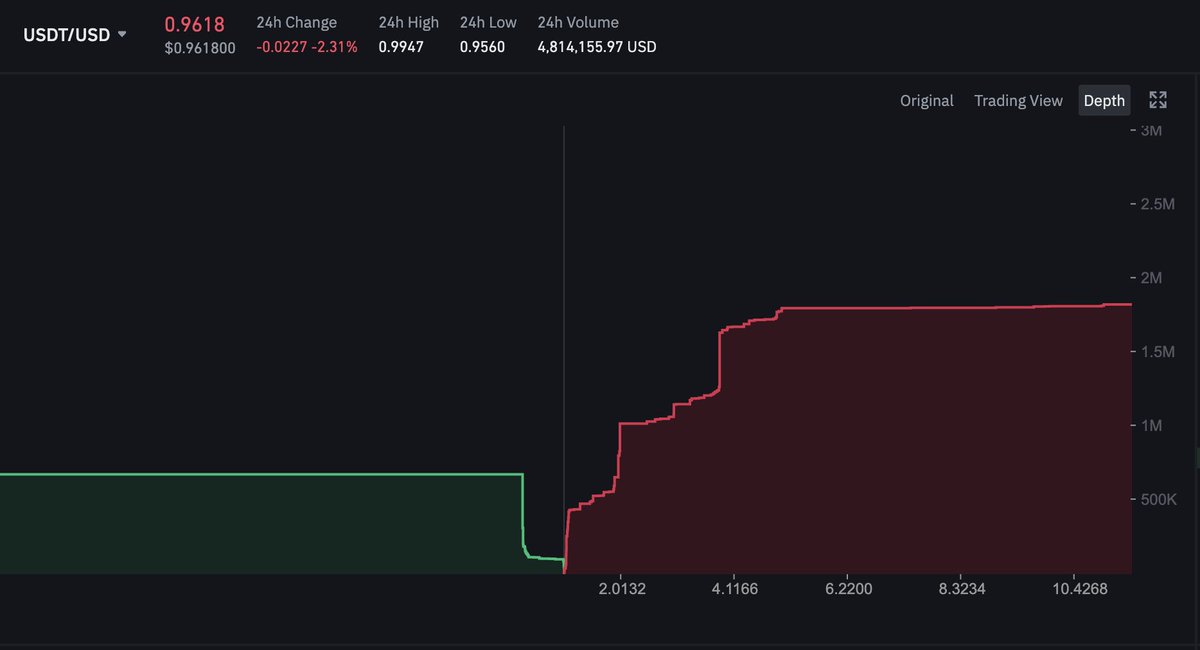 USDT/USD
0.9618
$0.961800
24h Change
-0.0227 -2.31%
24h High
0.9947
24h Low
0.9560
24h Volume
4,814,155.97 USD
Original
Trading View
Depth
3M
2.5M
2M
1.5M
1M
500K
2.0132
4.1166
6.2200
8.3234
10.4268